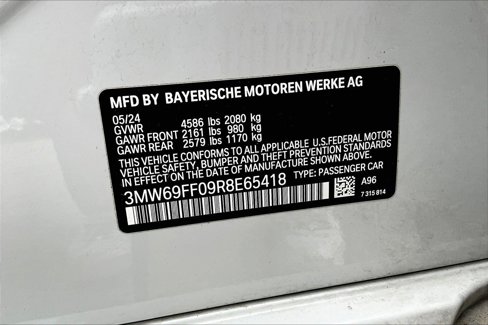 MFD BY BAYERISCHE MOTOREN WERKE AG
05/24
GVWR 4586 lbs 2080 kg
GAWR FRONT 2161 lbs 980 kg
GAWR REAR 2579 lbs 1170 kg
THIS CONFORMS TO ALL APPLICABLE U.S.FEDERAL MOTOR
VEHICLE SAFETY, BUMPER, AND THEFT PREVENTION STANDARDS
IN EFFECT ON THE DATE OF MANUFACTURE SHOWN ABOVE.
3MW69FF09R8E65418 TYPE: PASSENGER CAR
A96
7 315 814